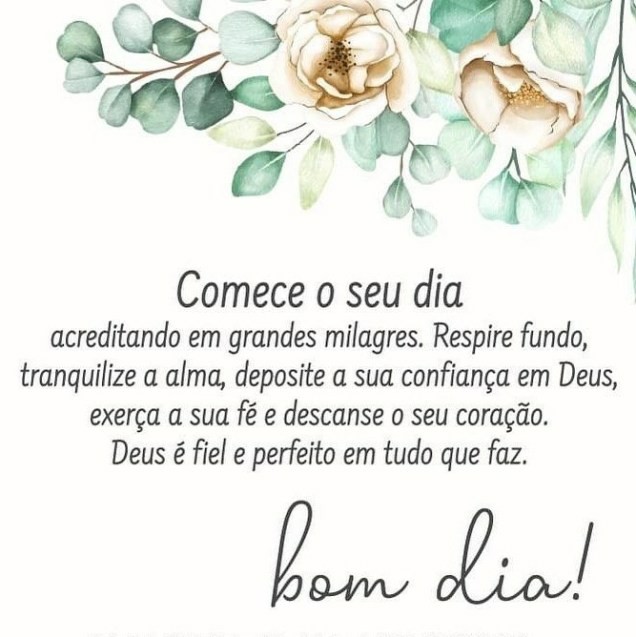 Comece o seu dia
acreditando em grandes milagres. Respire fundo,
tranquilize a alma, deposite a sua confiança em Deus,
exerça a sua fé e descanse o seu coração.
Deus é fiel e perfeito em tudo que faz.
bom dia!